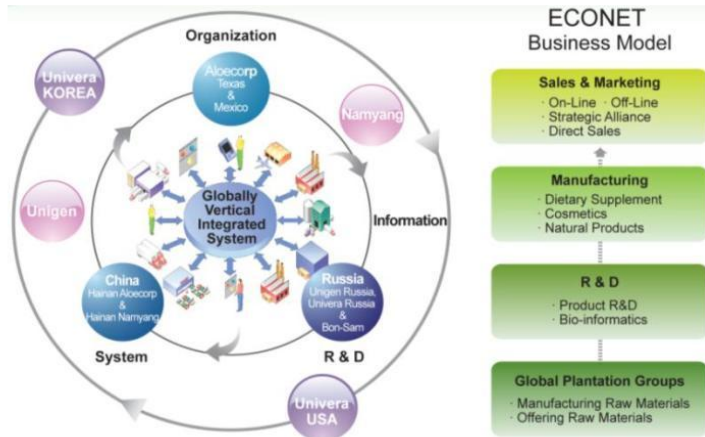 Organization
Univera
KOREA
Aloecorp
Texas
&
Mexico
Namyang
Unigen
Globally
Vertical
Integrated
System
Information
China
Hainan Aloecorp
&
Hainan Namyang
Russia
Unigen Russia,
Univera Russia
&
Bon-Sam
System
R & D
Univera
USA
ECONET
Business Model
Sales & Marketing
· On-Line · Off-Line
· Strategic Alliance
· Direct Sales
Manufacturing
· Dietary Supplement
· Cosmetics
· Natural Products
R & D
· Product R&D
· Bio-informatics
Global Plantation Groups
· Manufacturing Raw Materials
· Offering Raw Materials